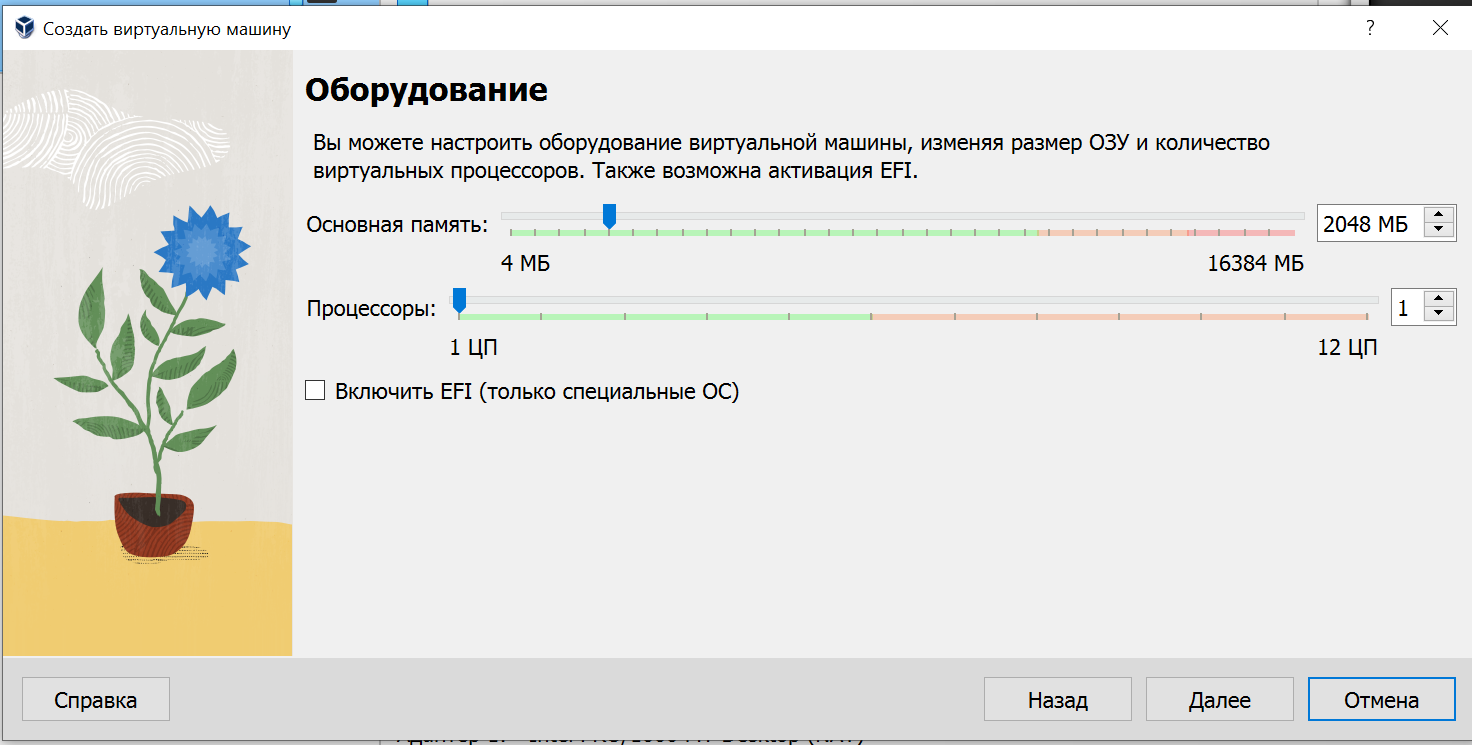 Создать виртуальную машину
?
Оборудование
Вы можете настроить оборудование виртуальной машины, изменяя размер ОЗУ и количество
виртуальных процессоров. Также возможна активация EFI.
Основная память:
2048 МБ
4 МБ
16384 МБ
Процессоры:
1
1 ЦП
12 ЦП
Включить EFI (только специальные ОС)
Справка
Назад
Далее
Отмена